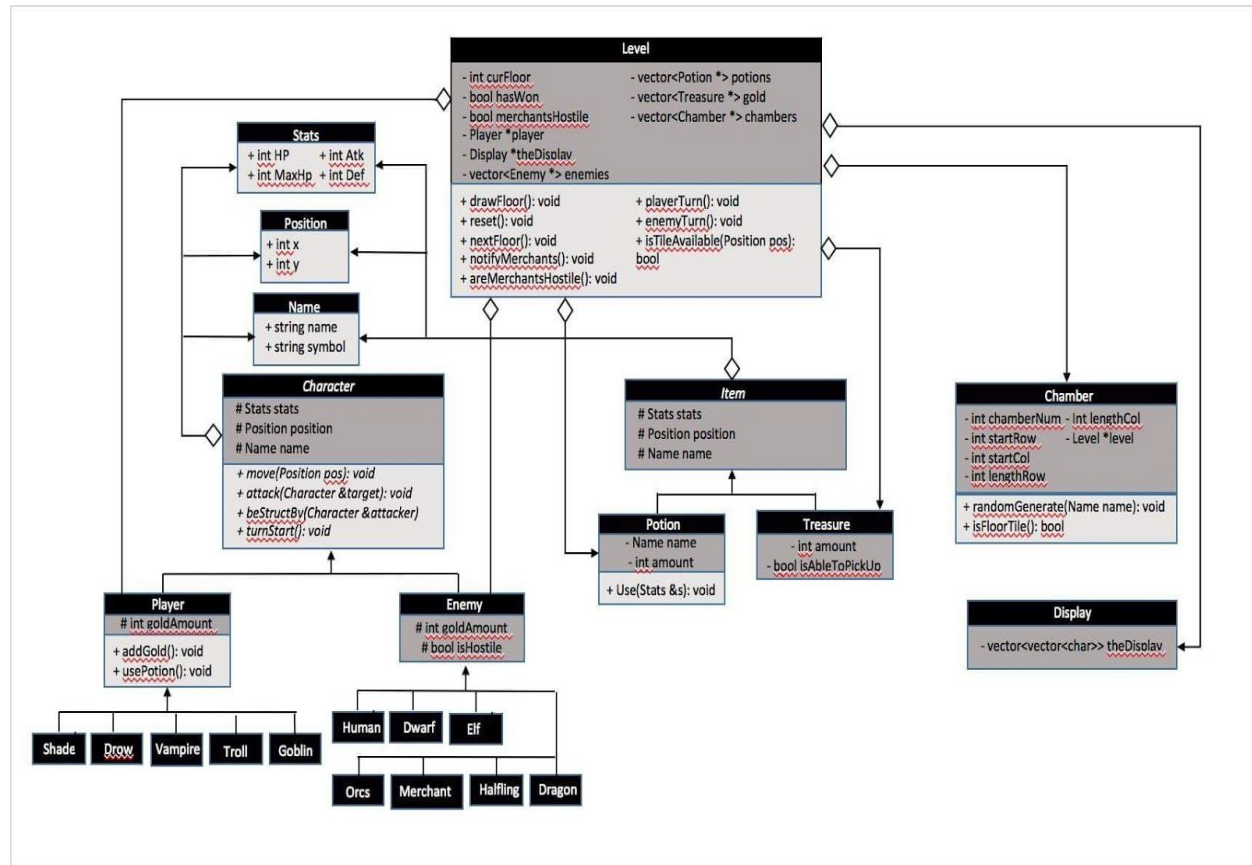 Level
- int curFloor
- bool hasWon
- bool merchantsHostile
- Player *player
- Display *theDisplav
- vector<Enemy *> enemies
- vector<Potion *> potions
- vector<Treasure *> gold
- vector<Chamber *> chambers
+ drawFloor(): void
+ reset(): void
+ nextFloor(): void
+ notifyMerchants(): void
+ areMerchantsHostile(): void
+ plaverTurn(): void
+ enemyTurn(): void
+ isTileAvailable(Position pos):
bool
Stats
+ int HP + int Atk
+ int MaxHp + int Def
Position
+ int x
+ int y
Name
+ string name
+ string symbol
Character
# Stats stats
# Position position
# Name name
+ move(Position pos): void
+ attack(Character &target): void
+ beStructBv(Character &attacker)
+ turnStart(): void
Item
# Stats stats
# Position position
# Name name
Chamber
- int chamberNum - Int lengthCol
- int startRow - Level *level
- int startCol
- int lengthRow
+ randomGenerate(Name name): void
+ isFloorTile(): bool
Potion
- Name name
- int amount
+ Use(Stats &s): void
Treasure
- int amount
- bool isAbleToPickUp
Player
# int goldAmount
+ addGold(): void
+ usePotion(): void
Enemy
# int goldAmount
# bool isHostile
Display
- vector<vector<char>> theDisplav
Shade Drow Vampire Troll Goblin
Human Dwarf Elf
Orcs Merchant Halfling Dragon